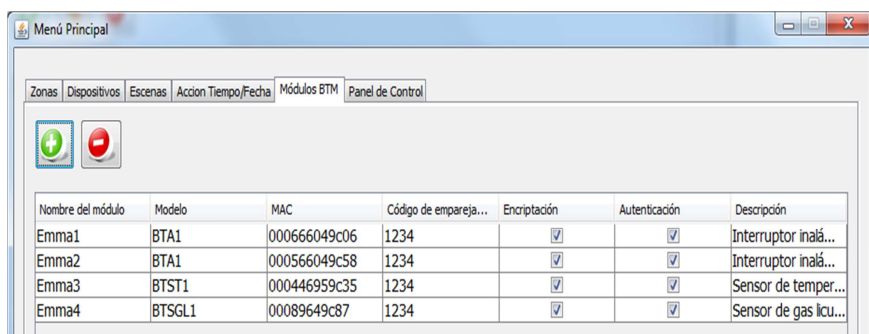 Menú Principal
Zonas Dispositivos Escenas Accion Tiempo/Fecha Módulos BTM Panel de Control
Nombre del módulo Modelo MAC Código de empareja... Encriptación Autenticación Descripción
Emma1 BTA1 000666049c06 1234 Interruptor inalá...
Emma2 BTA1 000566049c58 1234 Interruptor inalá...
Emma3 BTST1 000446959c35 1234 Sensor de temper...
Emma4 BTSGL1 00089649c87 1234 Sensor de gas licu...